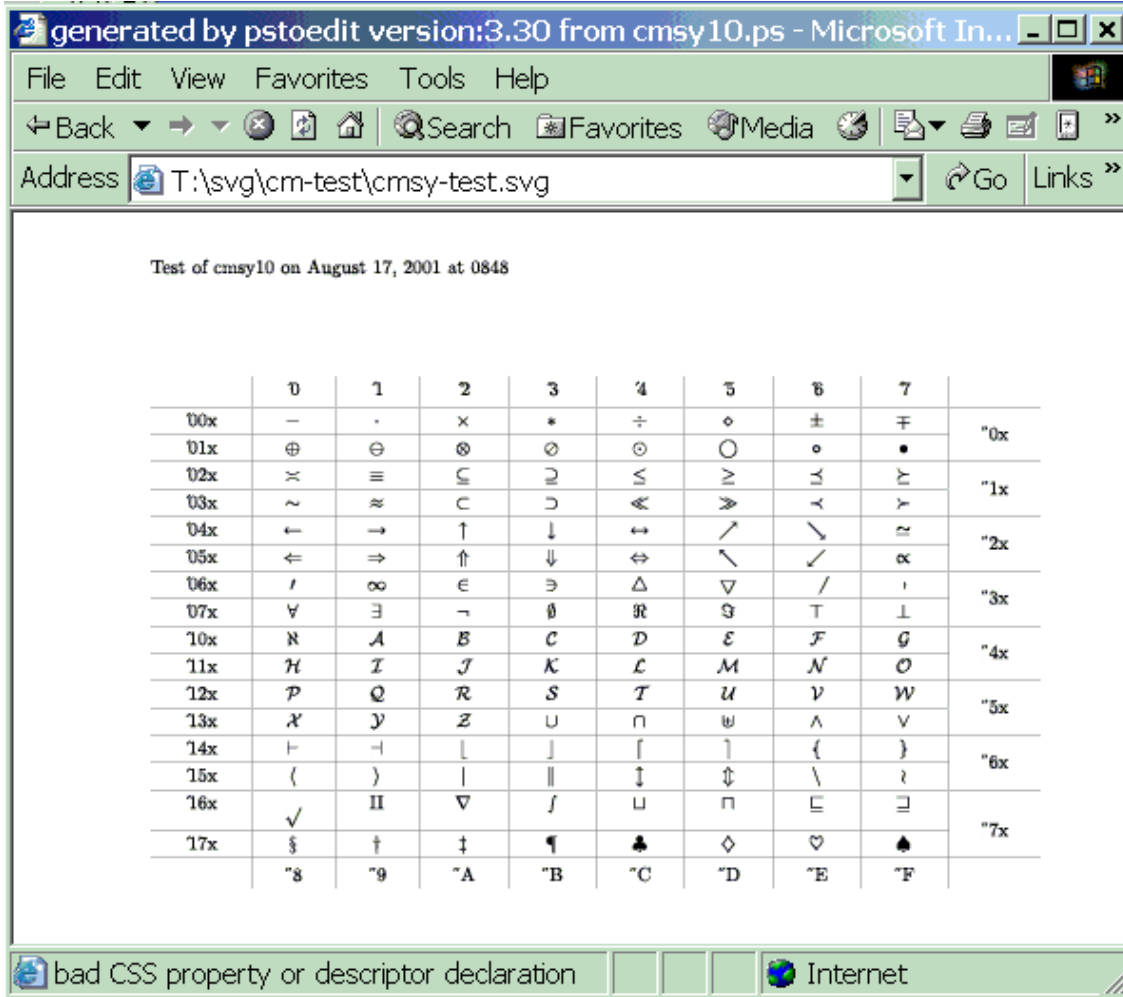 generated by pstoedit version:3.30 from cmsy10.ps - Microsoft In...
File Edit View Favorites Tools Help
Back Search Favorites Media »
Address T:\svg\cm-test\cmsy-test.svg Go Links »
Test of cmsy10 on August 17, 2001 at 0848
´0 ´1 ´2 ´3 ´4 ´5 ´6 ´7
´00x − · × ∗ ÷ ⋄ ± ∓ ˝0x
´01x ⊕ ⊖ ⊗ ⊘ ⊙ ○ ∘ •
´02x ≍ ≡ ⊆ ⊇ ≤ ≥ ⪯ ⪰ ˝1x
´03x ∼ ≈ ⊂ ⊃ ≪ ≫ ≺ ≻
´04x ← → ↑ ↓ ↔ ↗ ↘ ≃ ˝2x
´05x ⇐ ⇒ ⇑ ⇓ ⇔ ↖ ↙ ∝
´06x ′ ∞ ∈ ∋ △ ▽ / ˈ ˝3x
´07x ∀ ∃ ¬ ∅ ℜ ℑ ⊤ ⊥
´10x ℵ 𝒜 ℬ 𝒞 𝒟 ℰ ℱ 𝒢 ˝4x
´11x ℋ ℐ 𝒥 𝒦 ℒ ℳ 𝒩 𝒪
´12x 𝒫 𝒬 ℛ 𝒮 𝒯 𝒰 𝒱 𝒲 ˝5x
´13x 𝒳 𝒴 𝒵 ∪ ∩ ⊎ ∧ ∨
´14x ⊢ ⊣ ⌊ ⌋ ⌈ ⌉ { } ˝6x
´15x ⟨ ⟩ | ∥ ↕ ⇕ \ ≀
´16x √ ∐ ∇ ∫ ⊔ ⊓ ⊑ ⊒ ˝7x
´17x § † ‡ ¶ ♣ ♢ ♡ ♠
˝8 ˝9 ˝A ˝B ˝C ˝D ˝E ˝F
bad CSS property or descriptor declaration Internet